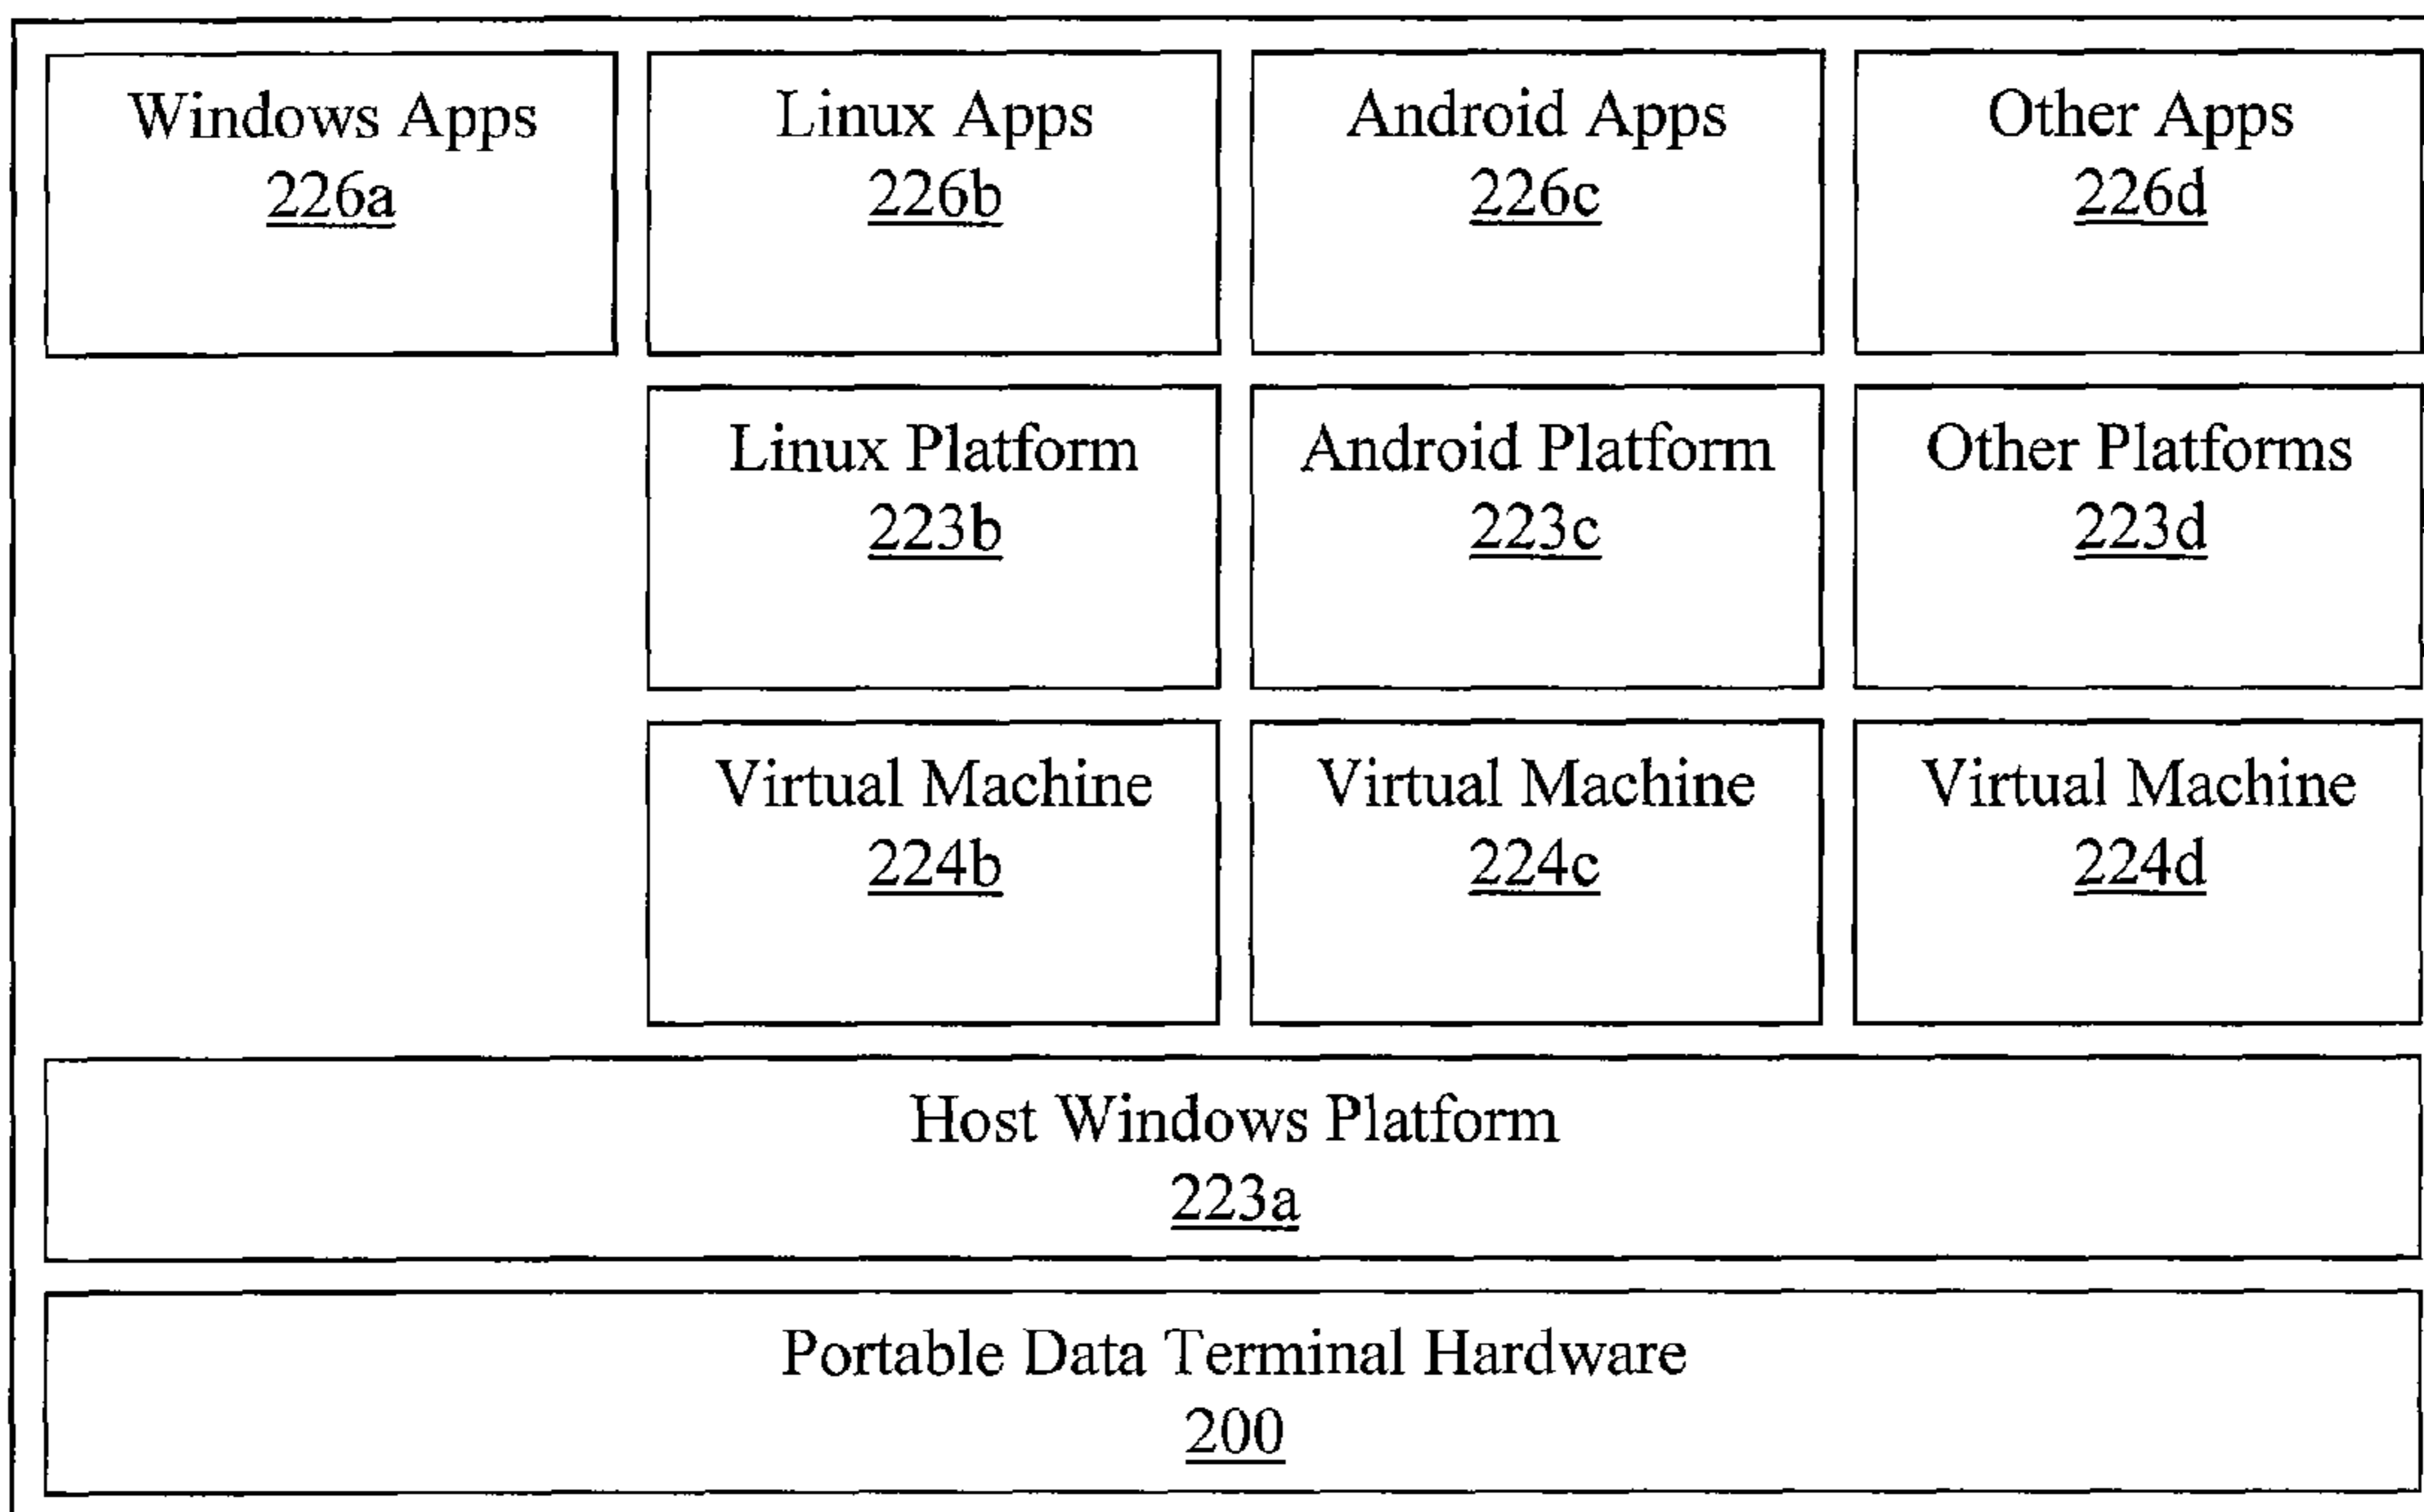 Windows Apps
226a
Linux Apps
226b
Android Apps
226c
Other Apps
226d
Linux Platform
223b
Android Platform
223c
Other Platforms
223d
Virtual Machine
224b
Virtual Machine
224c
Virtual Machine
224d
Host Windows Platform
223a
Portable Data Terminal Hardware
200